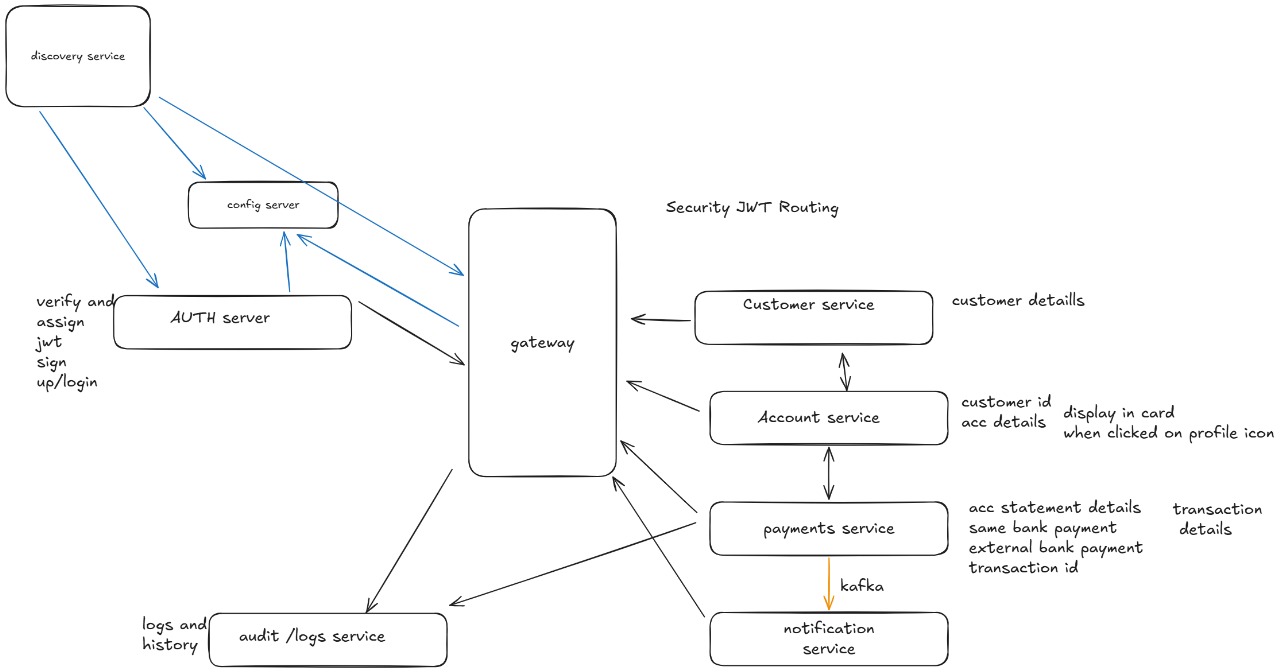 discovery service
config server
Security JWT Routing
verify and
assign
jwt
sign
up/login
AUTH server
gateway
Customer service
customer detaills
Account service
customer id
acc details
display in card
when clicked on profile icon
payments service
acc statement details
same bank payment
external bank payment
transaction id
transaction
details
kafka
notification
service
logs and
history
audit /logs service